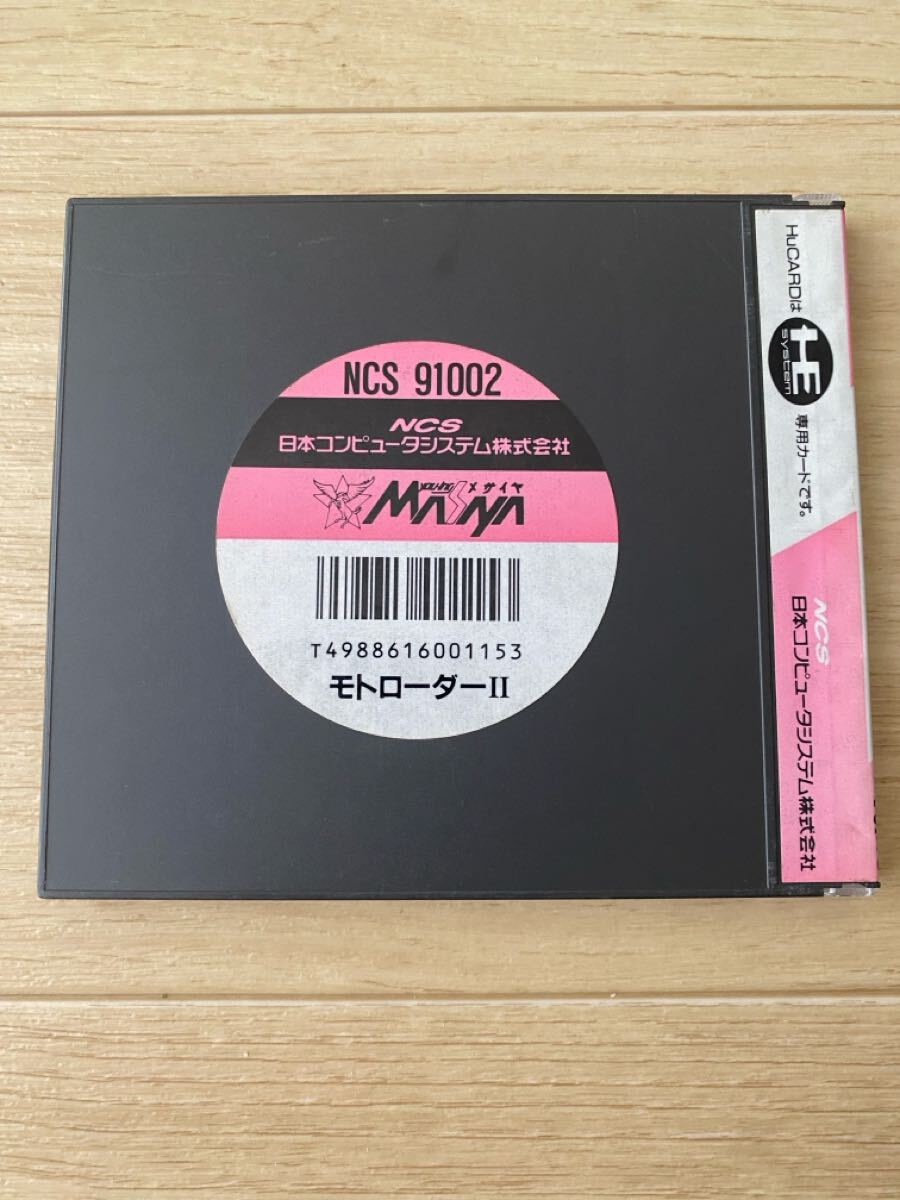 NCS 91002
NCS
日本コンピュータシステム株式会社
メサイヤ
MASAYA
T4988616001153
モトローダーII
HuCARDは
HE
system
専用カードです。
NCS
日本コンピュータシステム株式会社